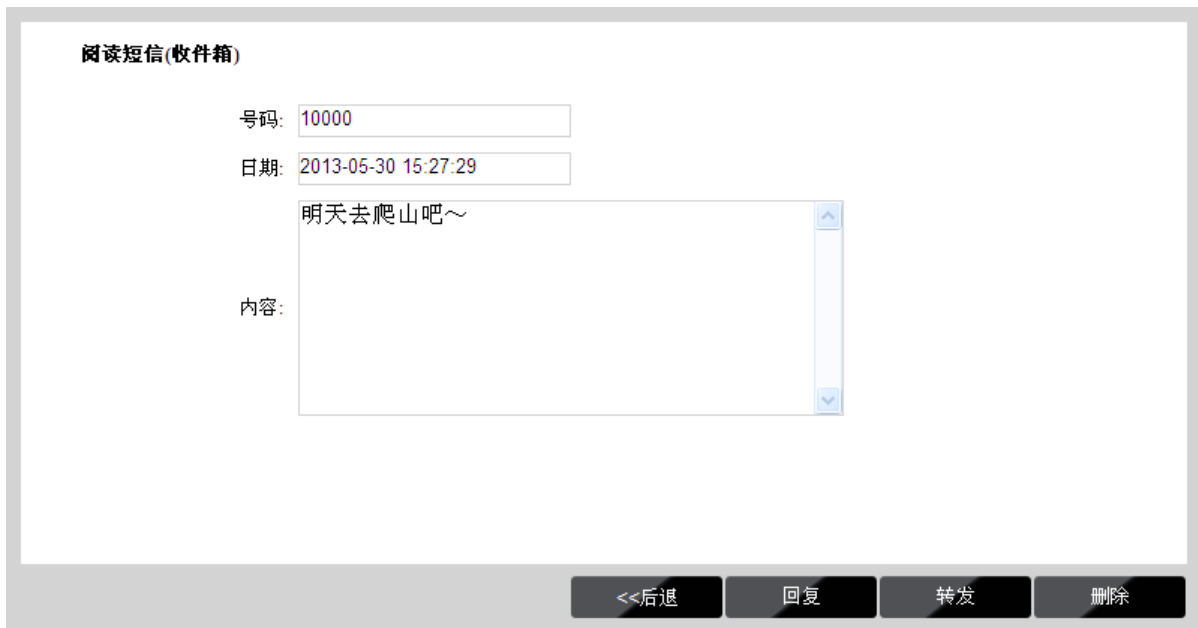 阅读短信(收件箱)
号码: 10000
日期: 2013-05-30 15:27:29
内容: 明天去爬山吧～
<<后退 回复 转发 删除